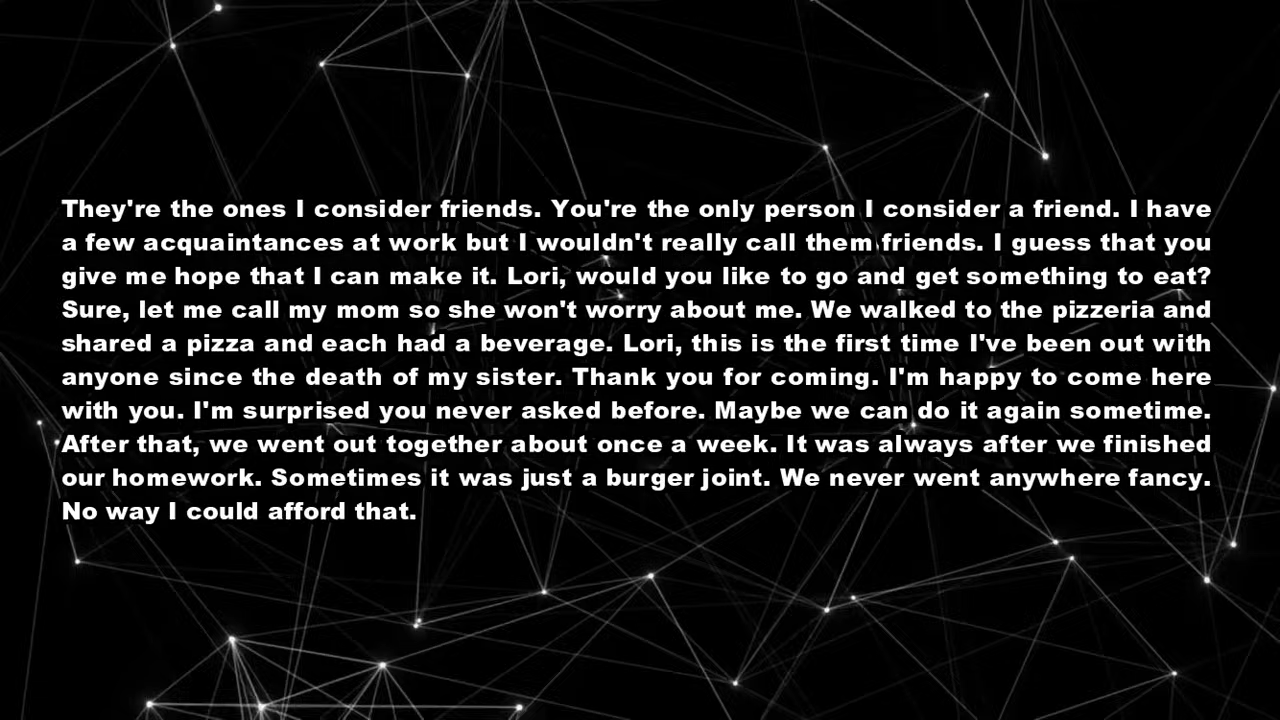 They're the ones I consider friends. You're the only person I consider a friend. I have
a few acquaintances at work but I wouldn't really call them friends. I guess that you
give me hope that I can make it. Lori, would you like to go and get something to eat?
Sure, let me call my mom so she won't worry about me. We walked to the pizzeria and
shared a pizza and each had a beverage. Lori, this is the first time I've been out with
anyone since the death of my sister. Thank you for coming. I'm happy to come here
with you. I'm surprised you never asked before. Maybe we can do it again sometime.
After that, we went out together about once a week. It was always after we finished
our homework. Sometimes it was just a burger joint. We never went anywhere fancy.
No way I could afford that.